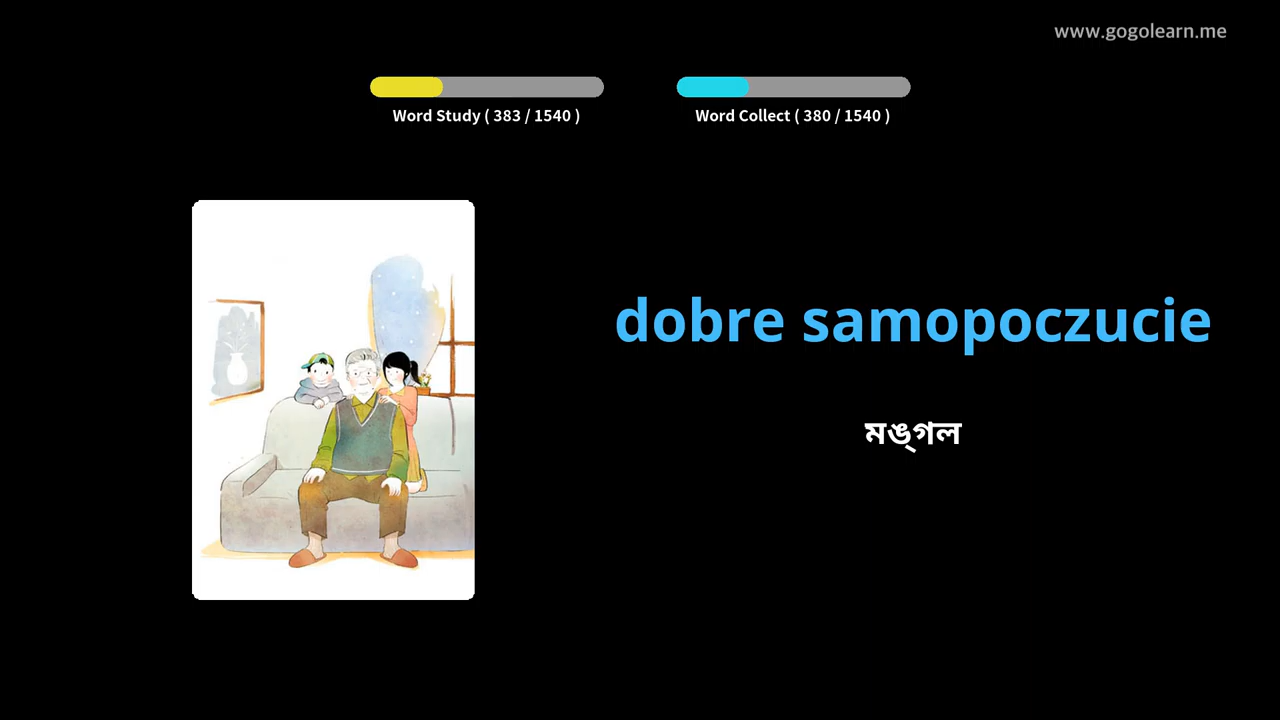 www.gogolearn.me
Word Study ( 383 / 1540 )
Word Collect ( 380 / 1540 )
dobre samopoczucie
মঙ্‌গল